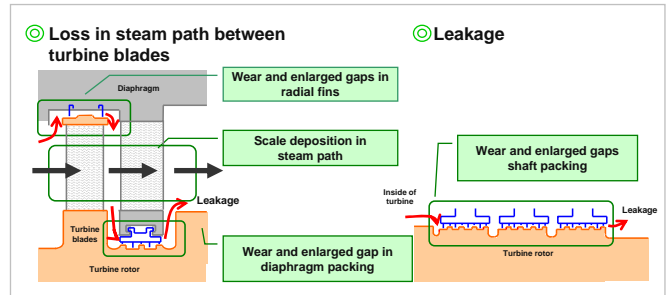 Loss in steam path between
turbine blades
Diaphragm
Wear and enlarged gaps in
radial fins
Scale deposition in
steam path
Leakage
Turbine
blades
Wear and enlarged gap in
diaphragm packing
Turbine rotor
Leakage
Wear and enlarged gaps
shaft packing
Inside of
turbine
Leakage
Turbine rotor